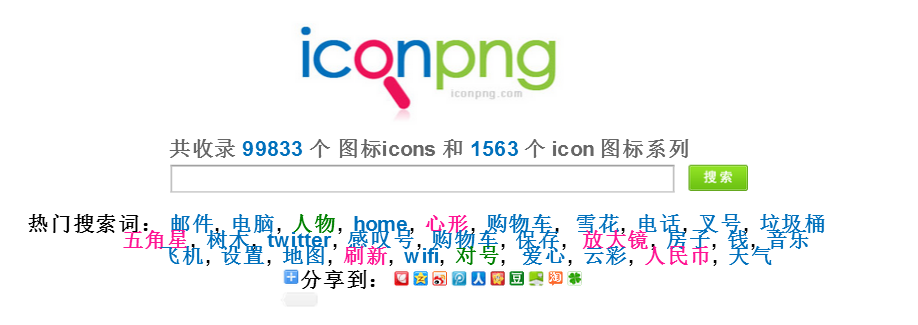 iconpng
iconpng.com
共收录 99833 个 图标icons 和 1563 个 icon 图标系列
搜 索
热门搜索词： 邮件, 电脑, 人物, home, 心形, 购物车, 雪花, 电话, 叉号, 垃圾桶
五角星, 树木, twitter, 感叹号, 购物车, 保存, 放大镜, 房子, 钱, 音乐
飞机, 设置, 地图, 刷新, wifi, 对号, 爱心, 云彩, 人民币, 天气
分享到：
人 豆 淘